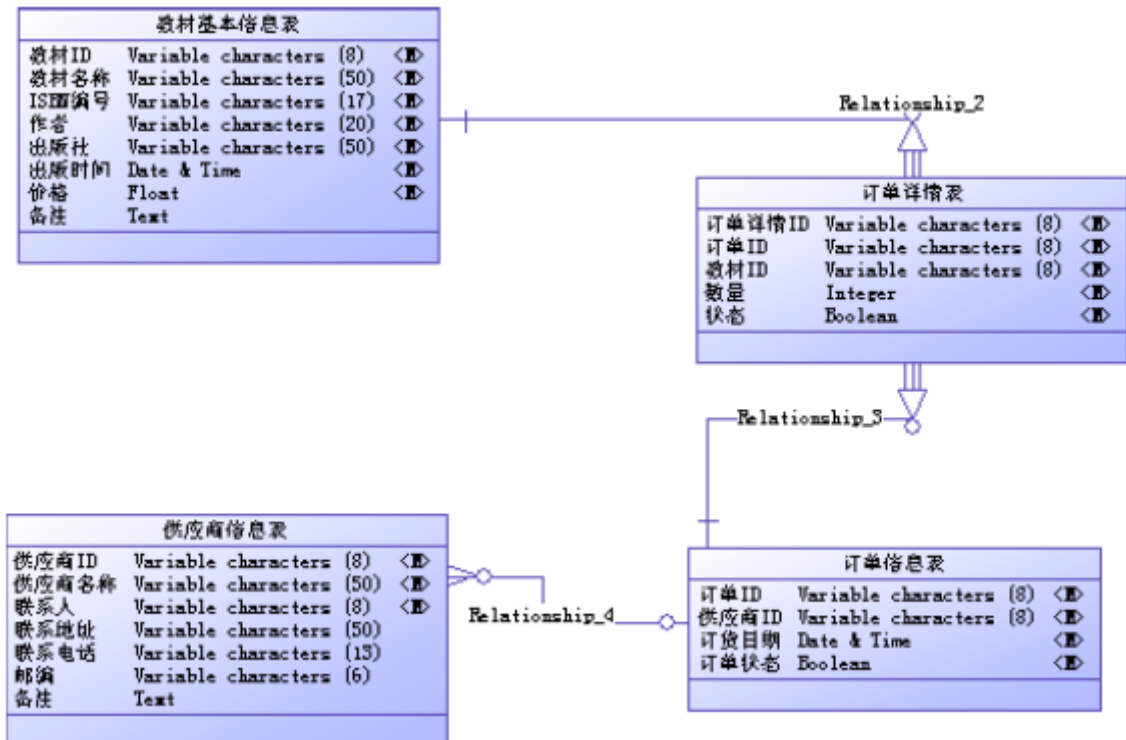 教材基本信息表
教材ID Variable characters (8) <M>
教材名称 Variable characters (50) <M>
ISBN编号 Variable characters (17) <M>
作者 Variable characters (20) <M>
出版社 Variable characters (50) <M>
出版时间 Date & Time <M>
价格 Float <M>
备注 Text
Relationship_2
订单详情表
订单详情ID Variable characters (8) <M>
订单ID Variable characters (8) <M>
教材ID Variable characters (8) <M>
数量 Integer <M>
状态 Boolean <M>
Relationship_3
供应商信息表
供应商ID Variable characters (8) <M>
供应商名称 Variable characters (50) <M>
联系人 Variable characters (8) <M>
联系地址 Variable characters (50)
联系电话 Variable characters (13)
邮编 Variable characters (6)
备注 Text
Relationship_4
订单信息表
订单ID Variable characters (8) <M>
供应商ID Variable characters (8) <M>
订货日期 Date & Time <M>
订单状态 Boolean <M>